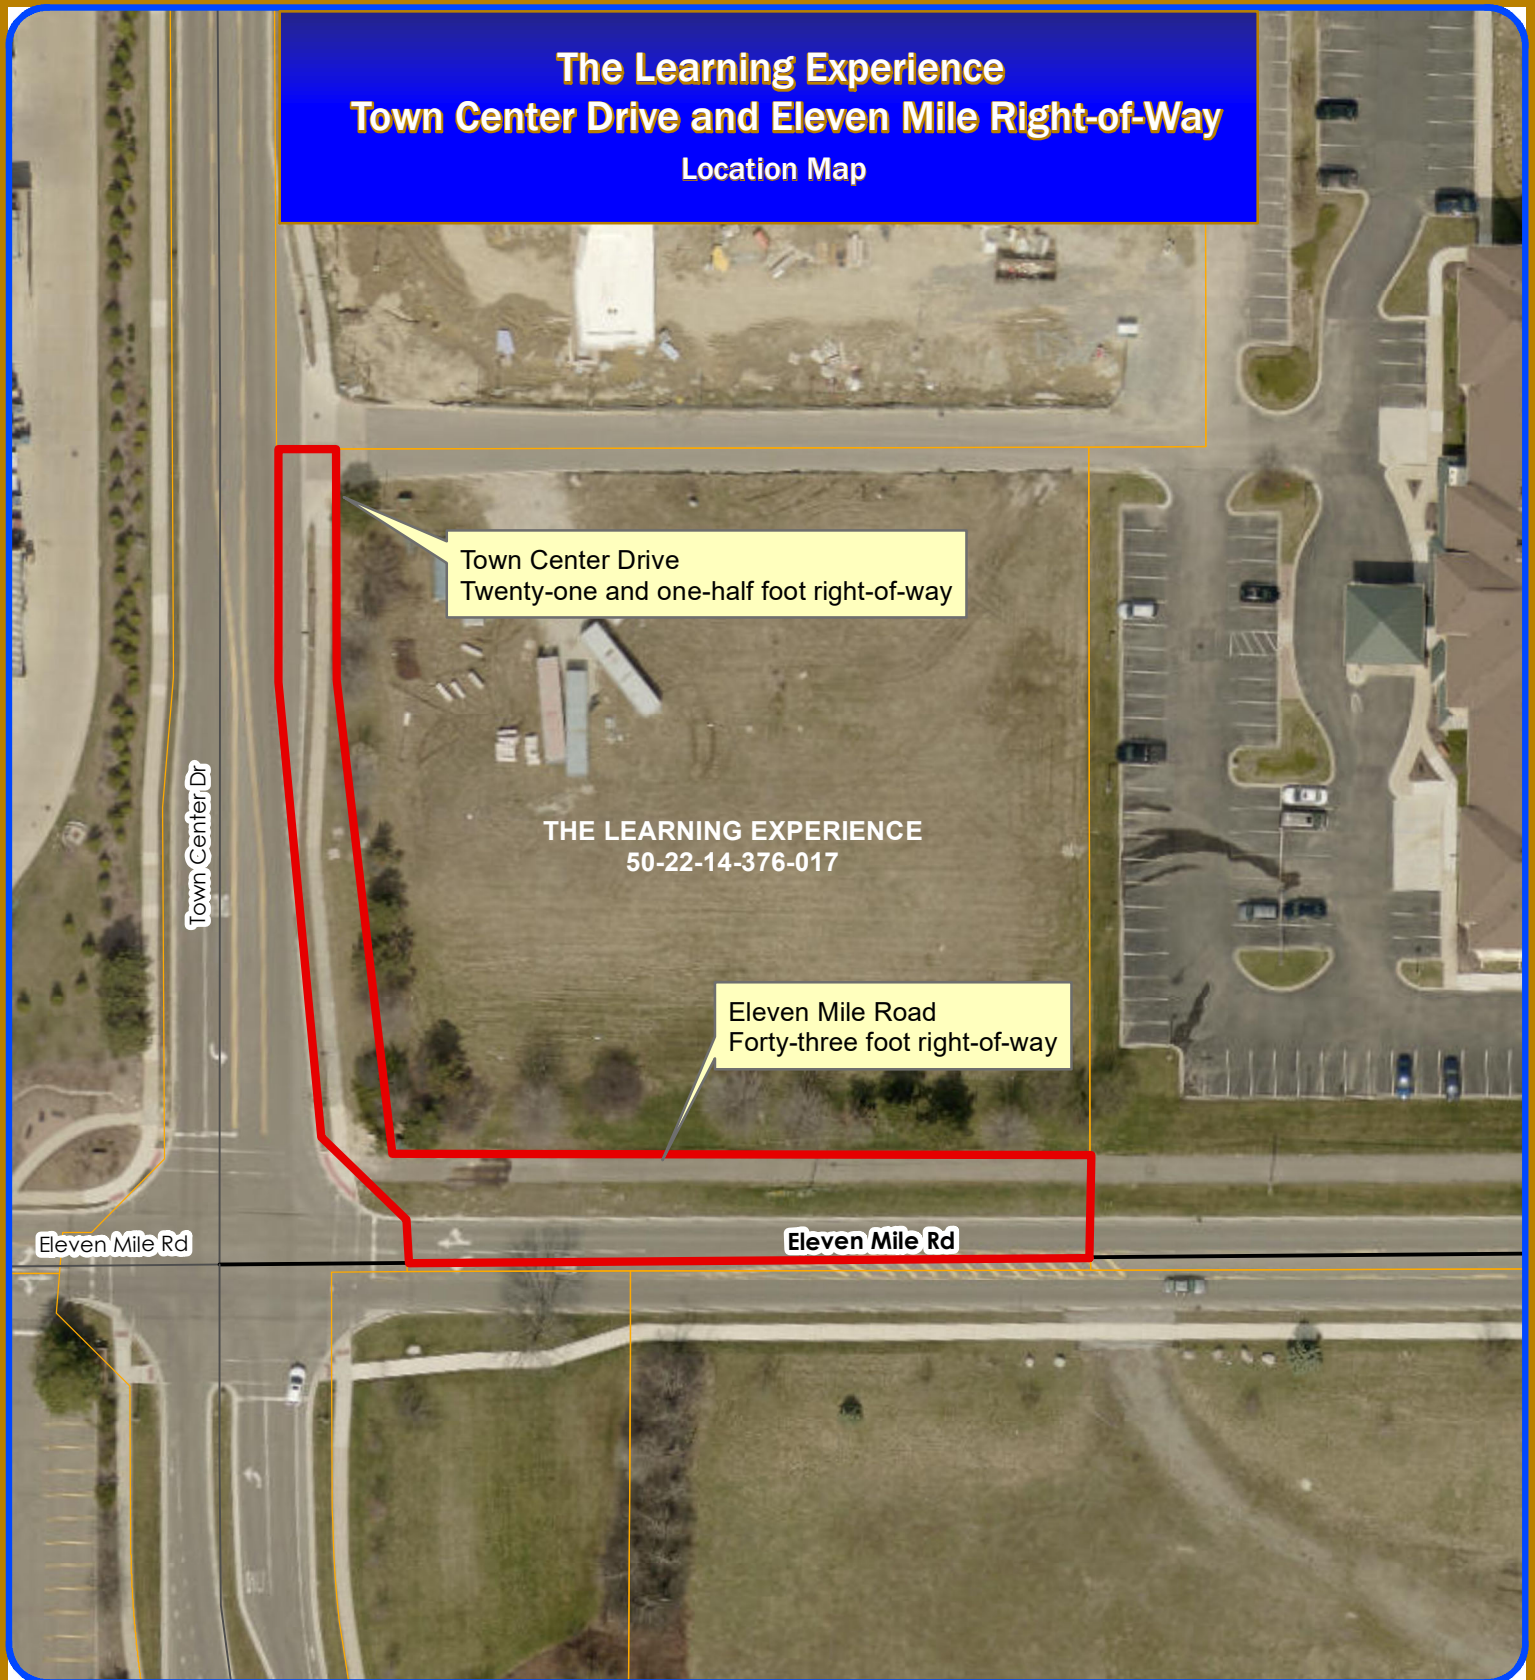 The Learning Experience
Town Center Drive and Eleven Mile Right-of-Way
Location Map
Town Center Drive
Twenty-one and one-half foot right-of-way
Town Center Dr
THE LEARNING EXPERIENCE
50-22-14-376-017
Eleven Mile Road
Forty-three foot right-of-way
Eleven Mile Rd
Eleven Mile Rd